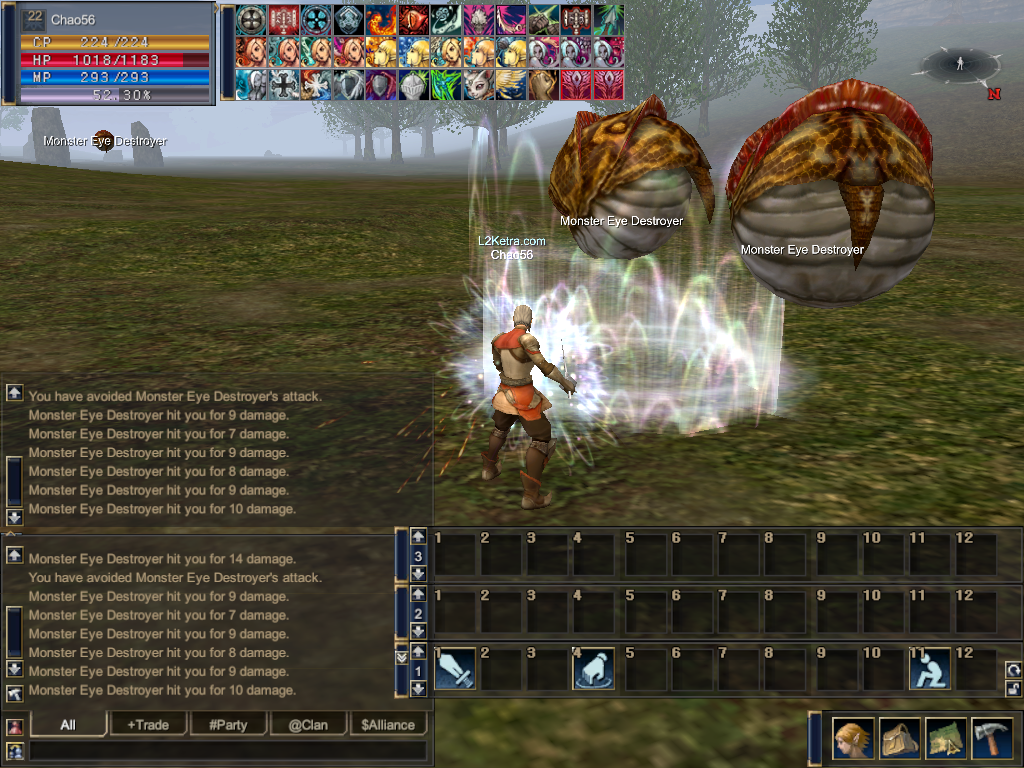 22 Chao56
CP 224/224
HP 1018/1183
MP 293/293
52.30%
N
Monster Eye Destroyer
Monster Eye Destroyer
Monster Eye Destroyer
L2Ketra.com
Chao56
You have avoided Monster Eye Destroyer's attack.
Monster Eye Destroyer hit you for 9 damage.
Monster Eye Destroyer hit you for 7 damage.
Monster Eye Destroyer hit you for 9 damage.
Monster Eye Destroyer hit you for 8 damage.
Monster Eye Destroyer hit you for 9 damage.
Monster Eye Destroyer hit you for 10 damage.
Monster Eye Destroyer hit you for 14 damage.
You have avoided Monster Eye Destroyer's attack.
Monster Eye Destroyer hit you for 9 damage.
Monster Eye Destroyer hit you for 7 damage.
Monster Eye Destroyer hit you for 9 damage.
Monster Eye Destroyer hit you for 8 damage.
Monster Eye Destroyer hit you for 9 damage.
Monster Eye Destroyer hit you for 10 damage.
All +Trade #Party @Clan $Alliance
3 1 2 3 4 5 6 7 8 9 10 11 12
2 1 2 3 4 5 6 7 8 9 10 11 12
1 1 2 3 4 5 6 7 8 9 10 11 12